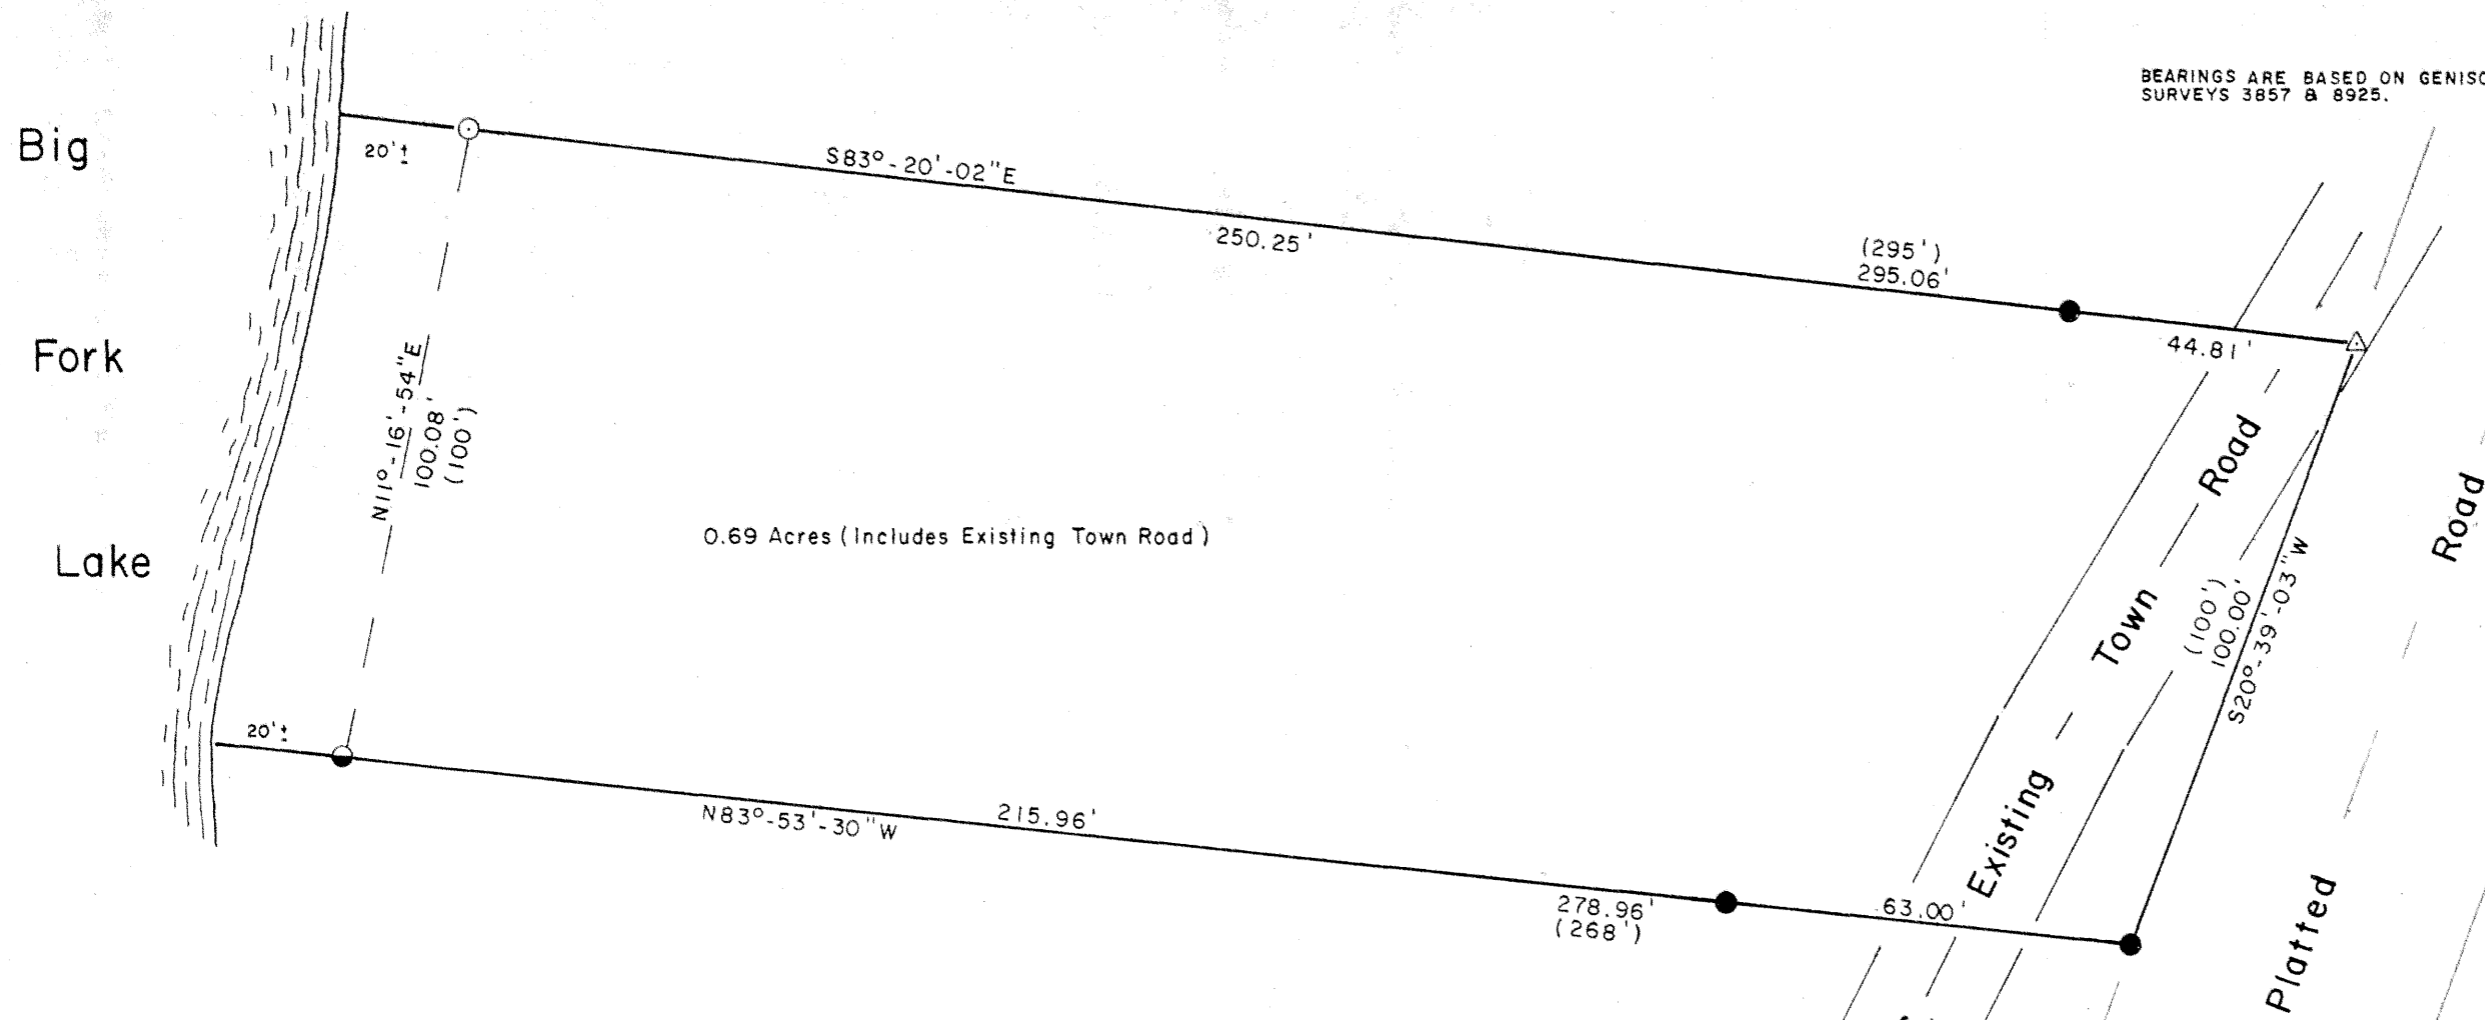 BEARINGS ARE BASED ON GENISO
SURVEYS 3857 & 8925.
Big
Fork
Lake
20'±
S83°-20'-02"E
250.25'
(295')
295.06'
44.81'
N11°-16'-54"E
100.08'
(100')
0.69 Acres (Includes Existing Town Road)
Existing Town Road
(100')
100.00'
S20°-39'-03"W
Platted Road
20'±
N83°-53'-30"W
215.96'
278.96'
(268')
63.00'